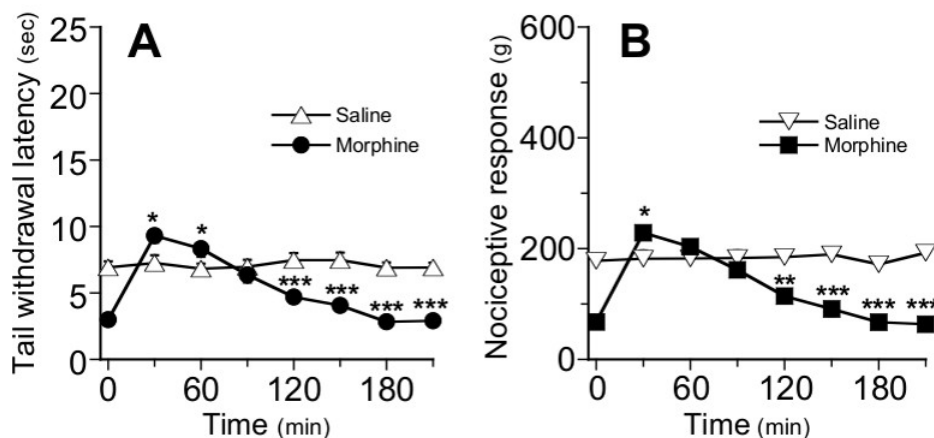 A
Tail withdrawal latency (sec)
25
20
15
10
5
0
Saline
Morphine
*
*
***
***
***
***
0
60
120
180
Time (min)
B
Nociceptive response (g)
600
400
200
0
Saline
Morphine
*
**
***
***
***
0
60
120
180
Time (min)